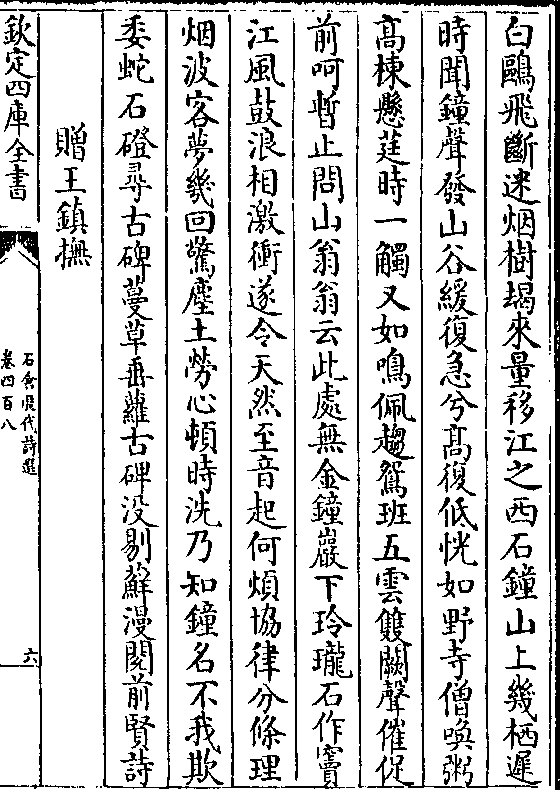 白鷗飛斷迷烟樹朅來量移江之西石鐘山上幾栖遲
時聞鐘聲發山谷緩復急兮髙復低恍如野寺僧喚粥
髙棟懸莛時一觸又如鳴佩趨鴛班五雲雙闕聲催促
前呵暫止問山翁翁云此處無金鐘巖下玲瓏石作竇
江風鼓浪相激衝遂令天然至音起何煩協律分條理
烟波客夢幾回驚塵土勞心頓時洗乃知鐘名不我欺
委蛇石磴尋古碑蔓草垂蘿古碑没剔蘚漫閱前賢詩
贈王鎮撫
欽定四庫全書
石倉歴代詩選
卷四百八
六